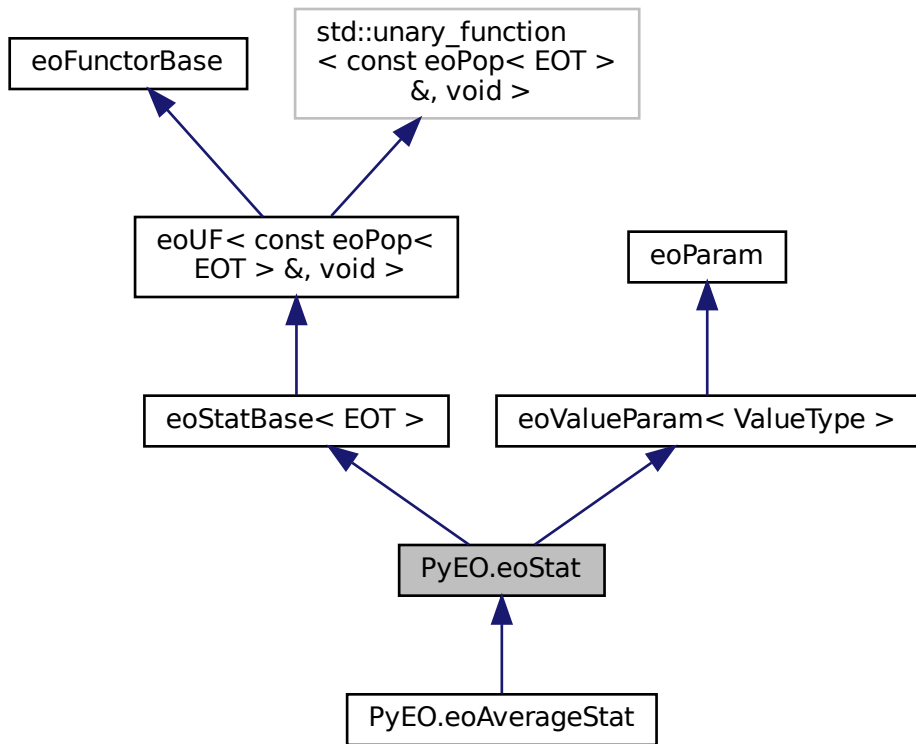 eoFunctorBase
std::unary_function
< const eoPop< EOT >
&, void >
eoUF< const eoPop<
EOT > &, void >
eoParam
eoStatBase< EOT >
eoValueParam< ValueType >
PyEO.eoStat
PyEO.eoAverageStat